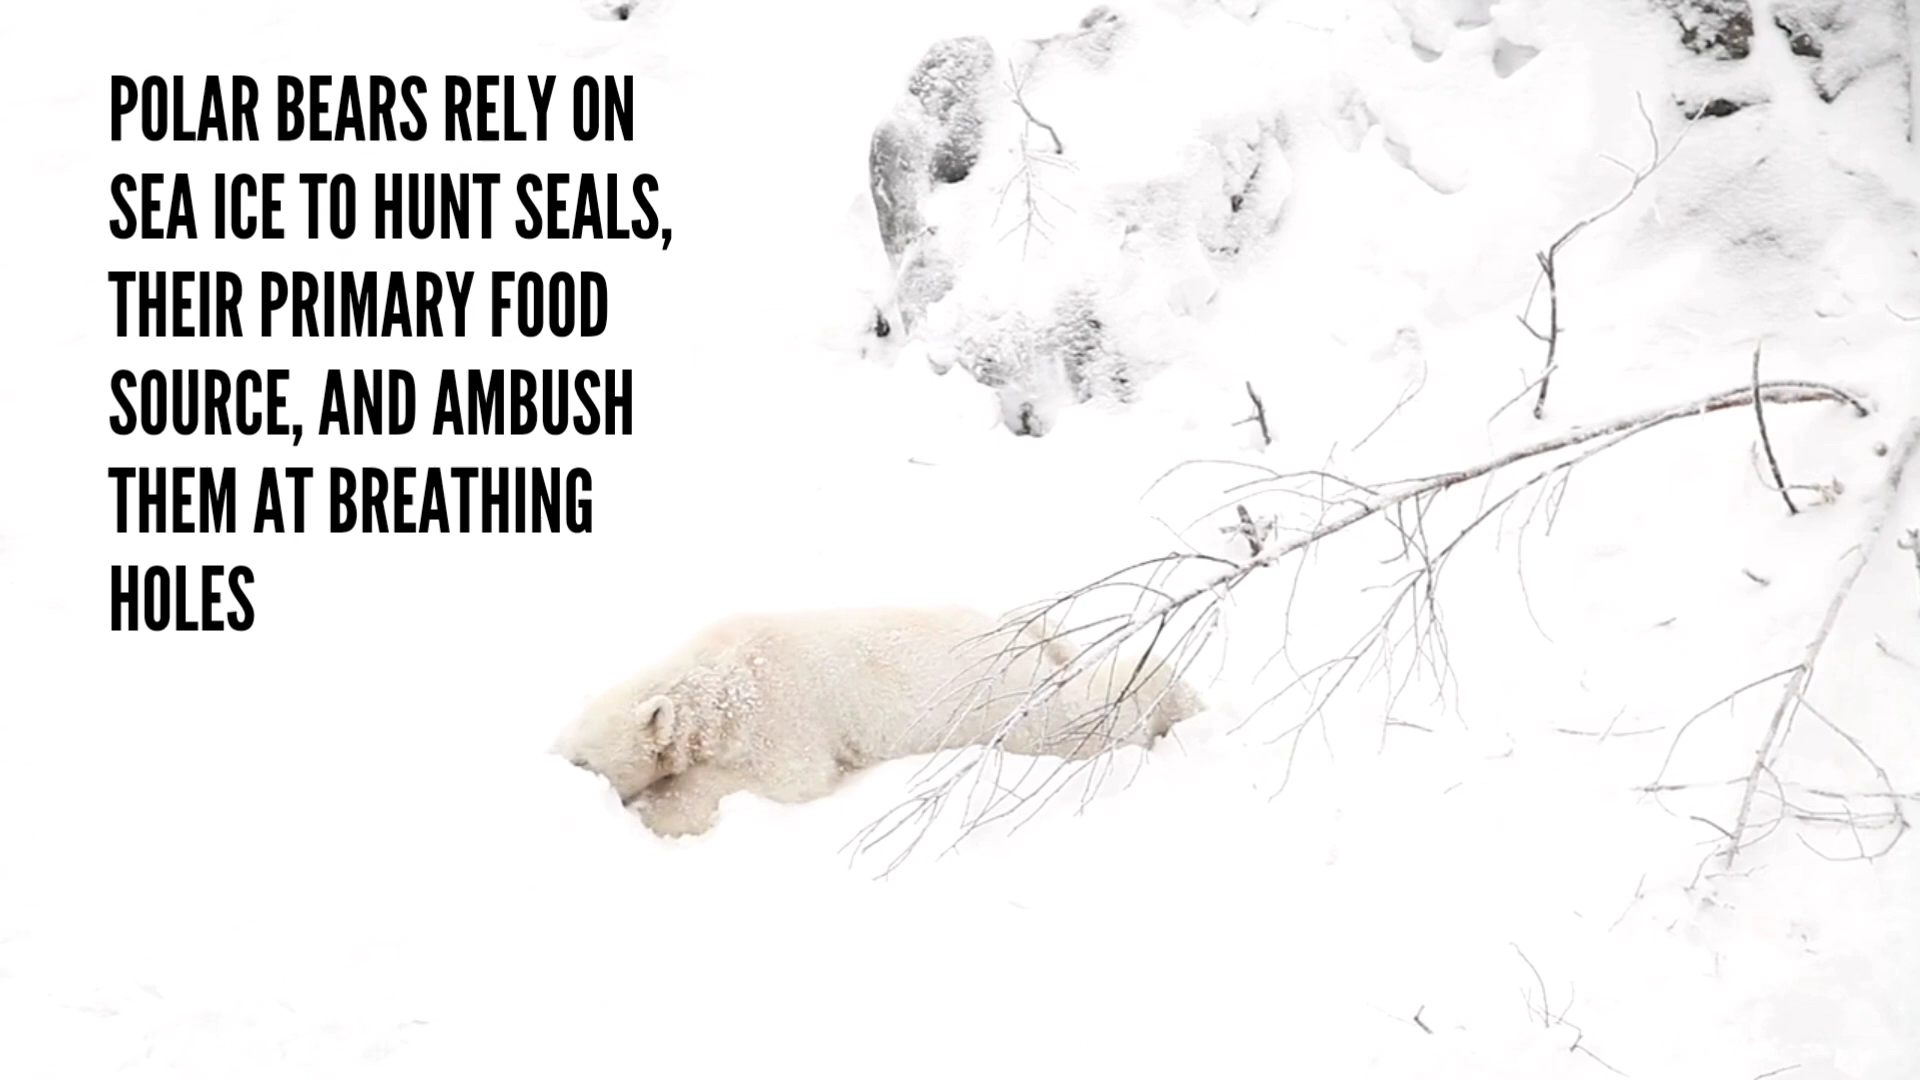 POLAR BEARS RELY ON
SEA ICE TO HUNT SEALS,
THEIR PRIMARY FOOD
SOURCE, AND AMBUSH
THEM AT BREATHING
HOLES